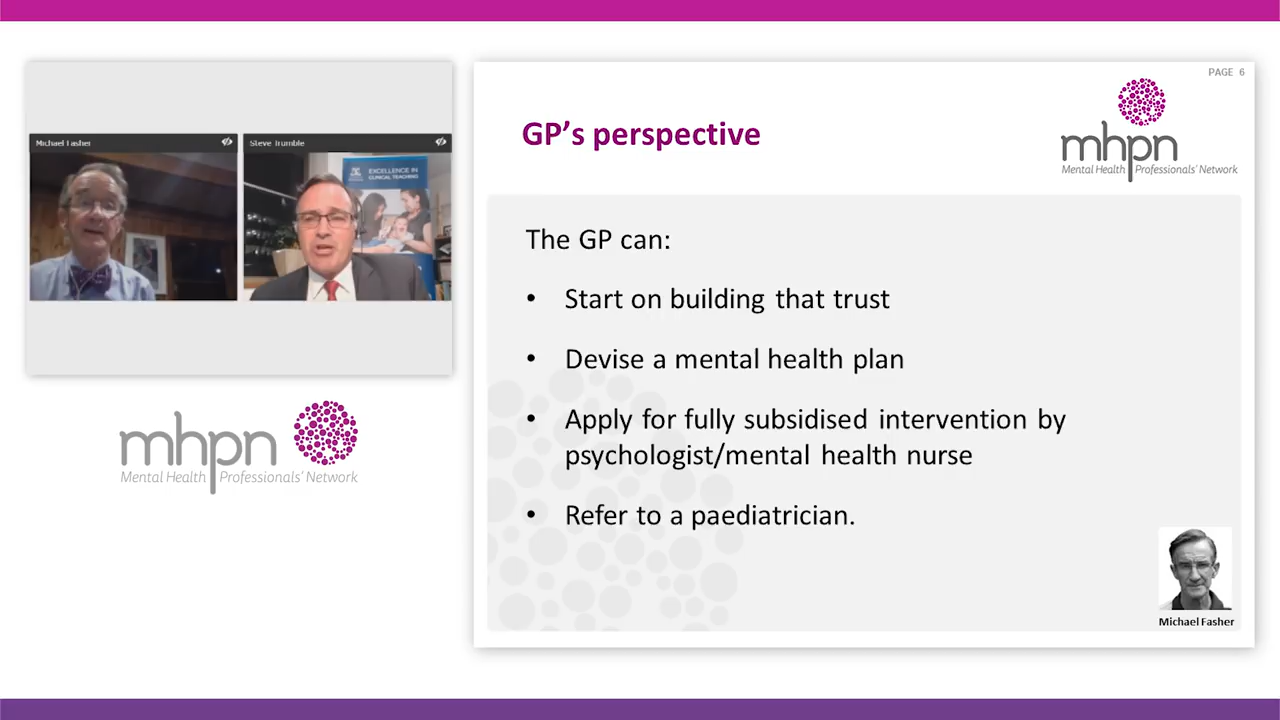 PAGE 6
Michael Fasher
Steve Trumble
EXCELLENCE IN
CLINICAL TEACHING
GP's perspective
mhpn
Mental Health Professionals' Network
The GP can:
• Start on building that trust
• Devise a mental health plan
• Apply for fully subsidised intervention by
psychologist/mental health nurse
• Refer to a paediatrician.
mhpn
Mental Health Professionals' Network
Michael Fasher